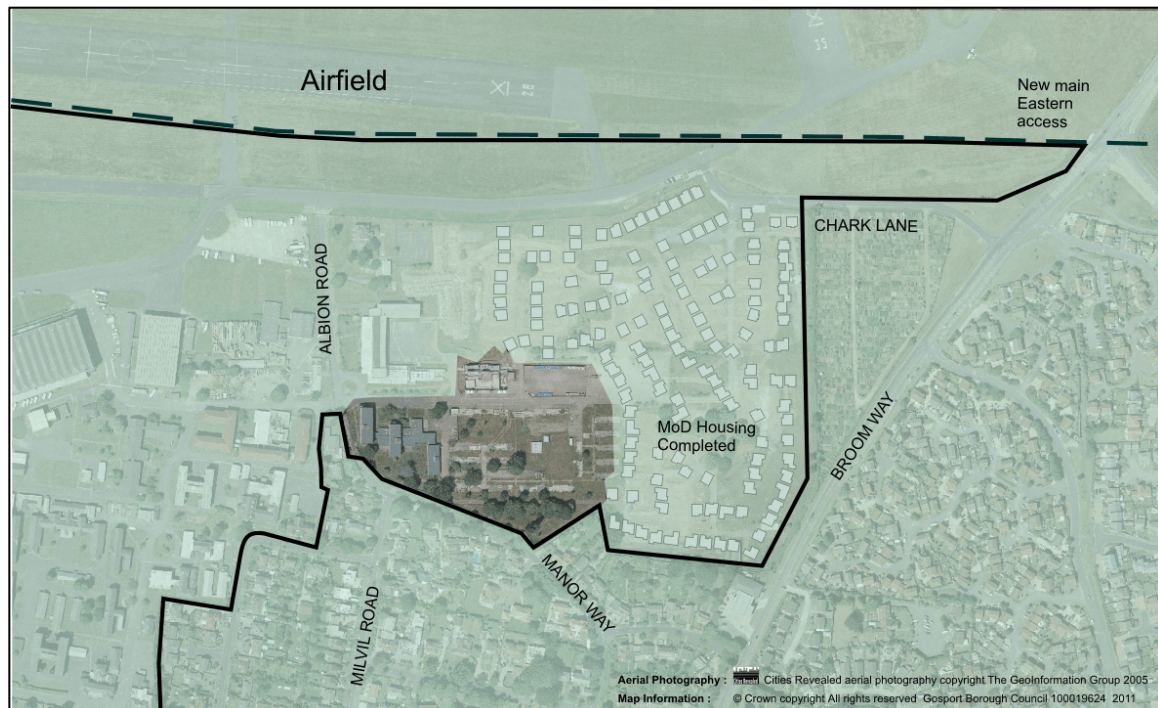 Airfield
New main
Eastern
access
CHARK LANE
ALBION ROAD
MoD Housing
Completed
BROOM WAY
MANOR WAY
MILVIL ROAD
Aerial Photography : Cities Revealed aerial photography copyright The GeoInformation Group 2005
Map Information : © Crown copyright All rights reserved Gosport Borough Council 100019624 2011